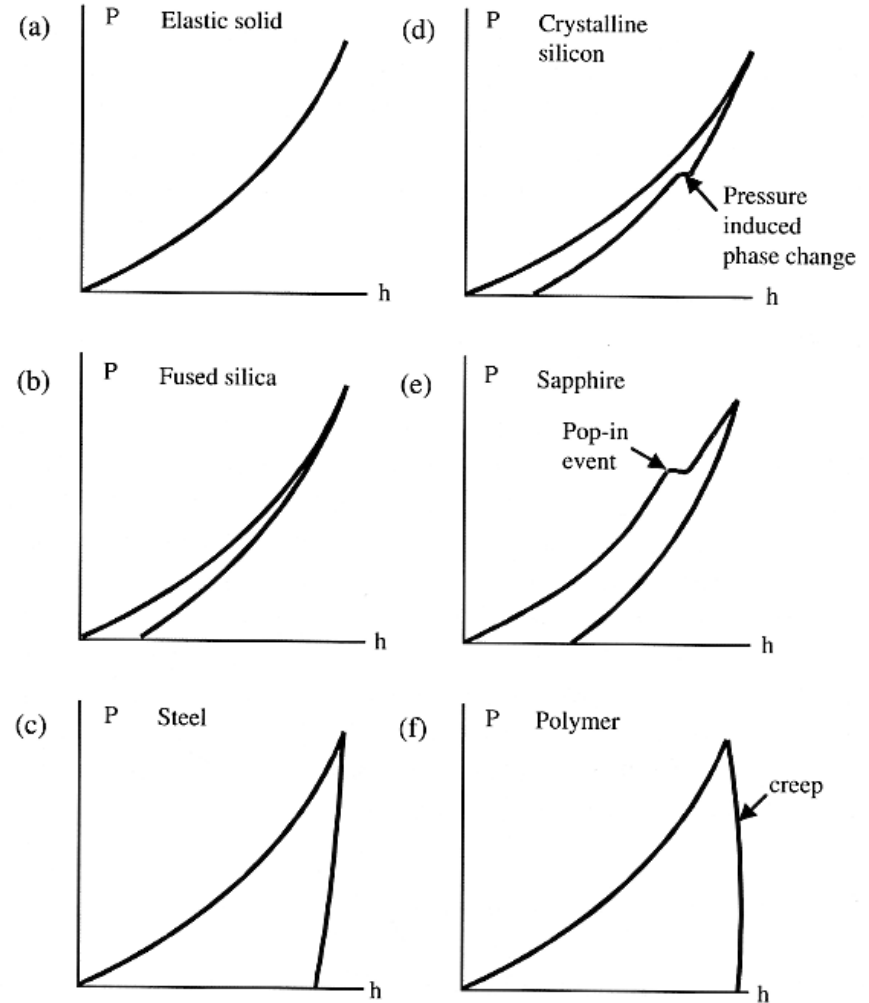 (a)
P
Elastic solid
h
(d)
P
Crystalline
silicon
Pressure
induced
phase change
h
(b)
P
Fused silica
h
(e)
P
Sapphire
Pop-in
event
h
(c)
P
Steel
h
(f)
P
Polymer
creep
h